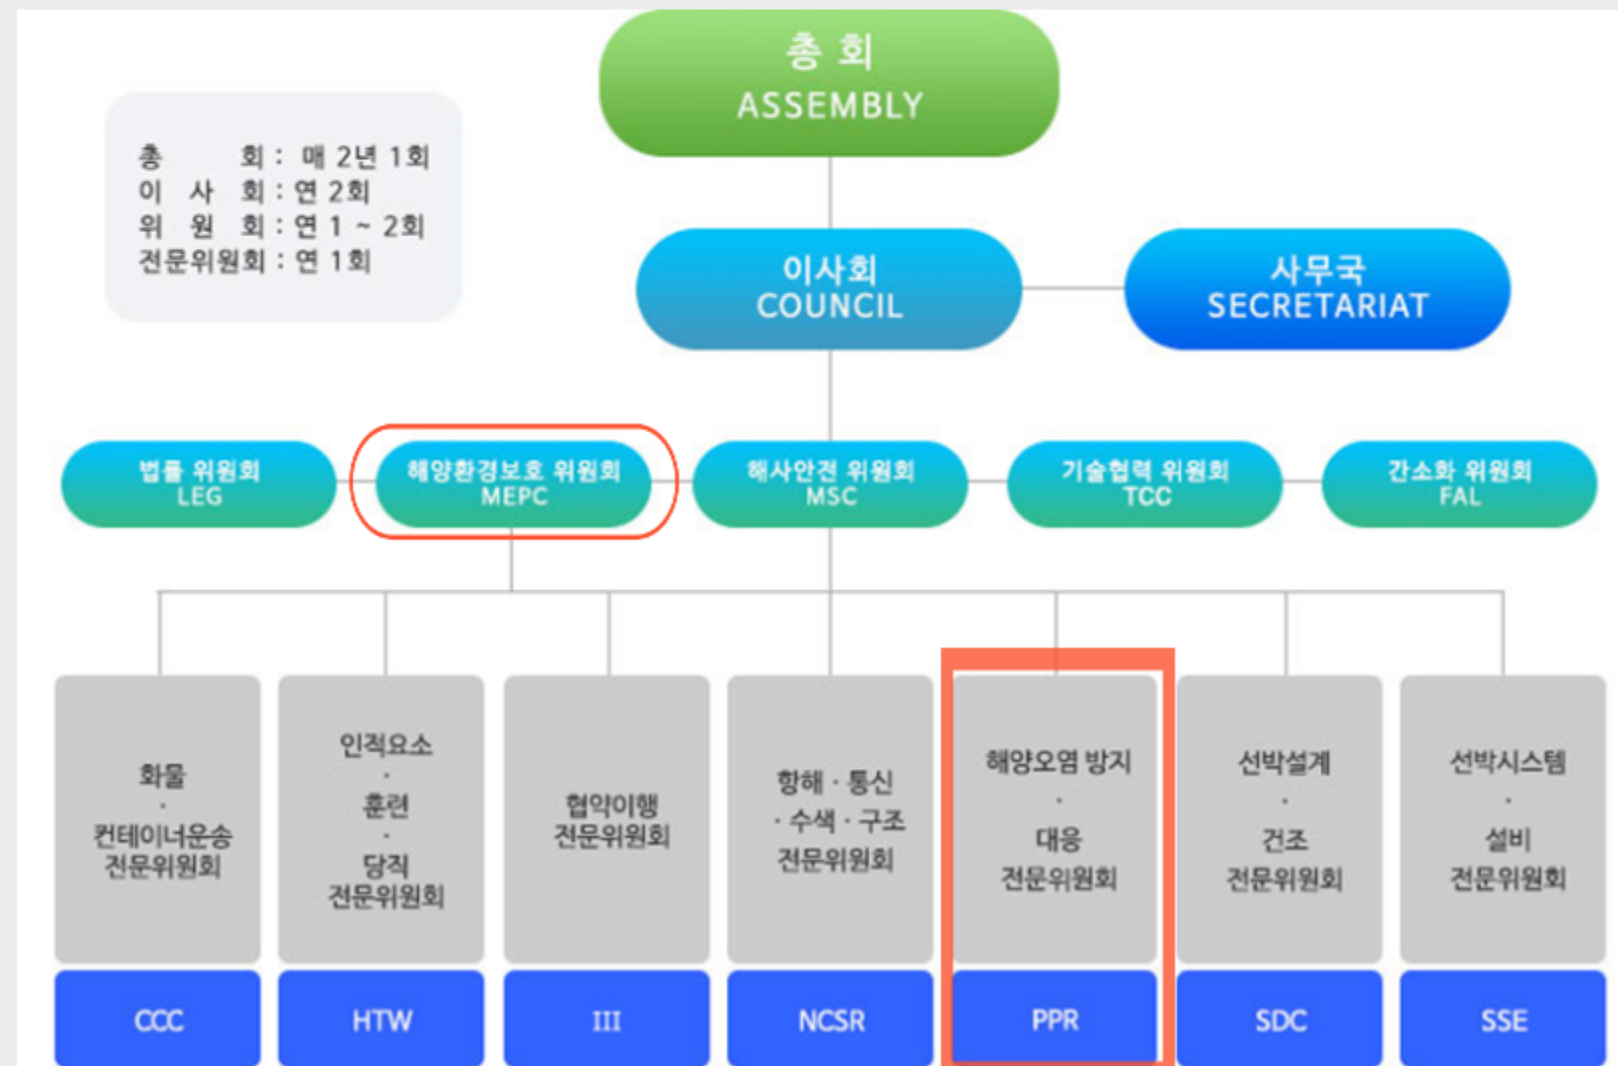 총 회
ASSEMBLY
총 회 : 매 2년 1회
이 사 회 : 연 2회
위 원 회 : 연 1 ~ 2회
전문위원회 : 연 1회
이사회
COUNCIL
사무국
SECRETARIAT
법률 위원회
LEG
해양환경보호 위원회
MEPC
해사안전 위원회
MSC
기술협력 위원회
TCC
간소화 위원회
FAL
화물
·
컨테이너운송
전문위원회
CCC
인적요소
·
훈련
·
당직
전문위원회
HTW
협약이행
전문위원회
III
항해 · 통신
· 수색 · 구조
전문위원회
NCSR
해양오염 방지
·
대응
전문위원회
PPR
선박설계
·
건조
전문위원회
SDC
선박시스템
·
설비
전문위원회
SSE